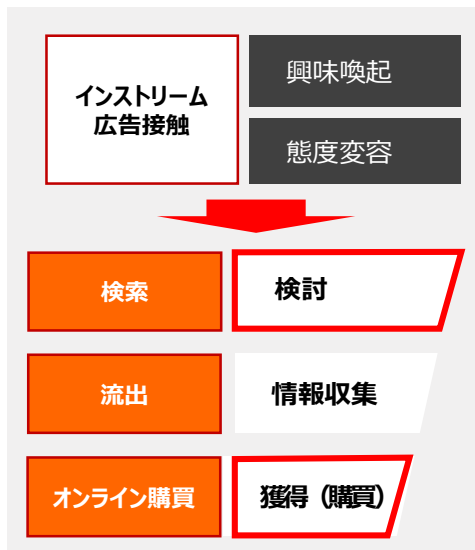 インストリーム
広告接触
興味喚起
態度変容
検索
検討
流出
情報収集
オンライン購買
獲得（購買）